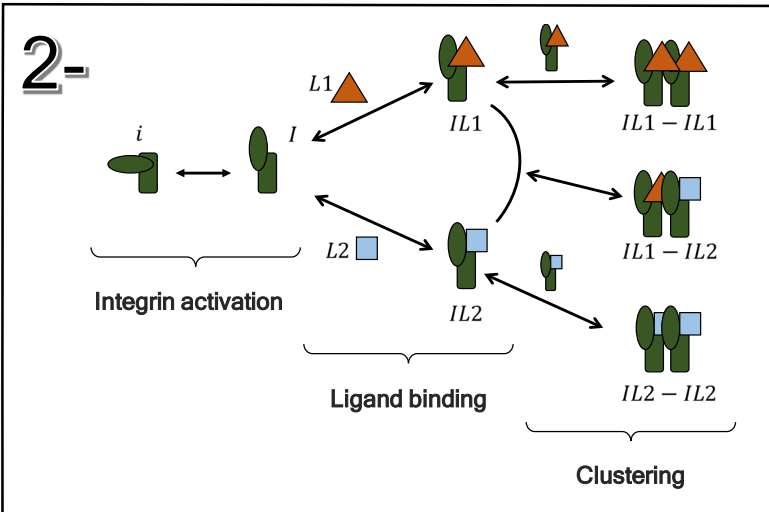 2-
L1
IL1
IL1 − IL1
i
I
IL1 − IL2
L2
IL2
Integrin activation
IL2 − IL2
Ligand binding
Clustering